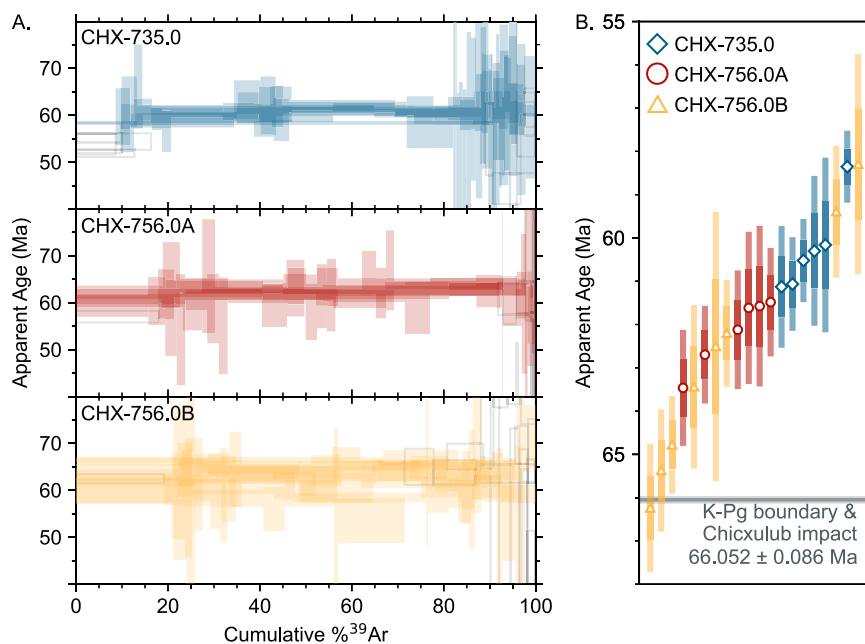 A.
CHX-735.0
80
70
60
50
CHX-756.0A
70
60
50
CHX-756.0B
70
60
50
0
20
40
60
80
100
Apparent Age (Ma)
Cumulative %³⁹Ar
B.
55
60
65
Apparent Age (Ma)
CHX-735.0
CHX-756.0A
CHX-756.0B
K-Pg boundary &
Chicxulub impact
66.052 ± 0.086 Ma